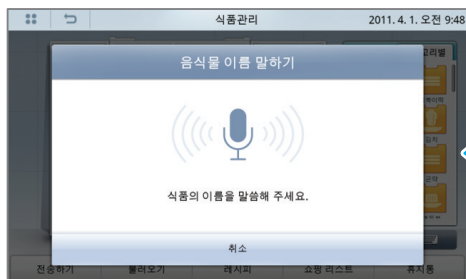 식품관리
2011. 4. 1. 오전 9:48
음식물 이름 말하기
식품의 이름을 말씀해 주세요.
취소
전송하기
불러오기
레시피
쇼핑 리스트
휴지통